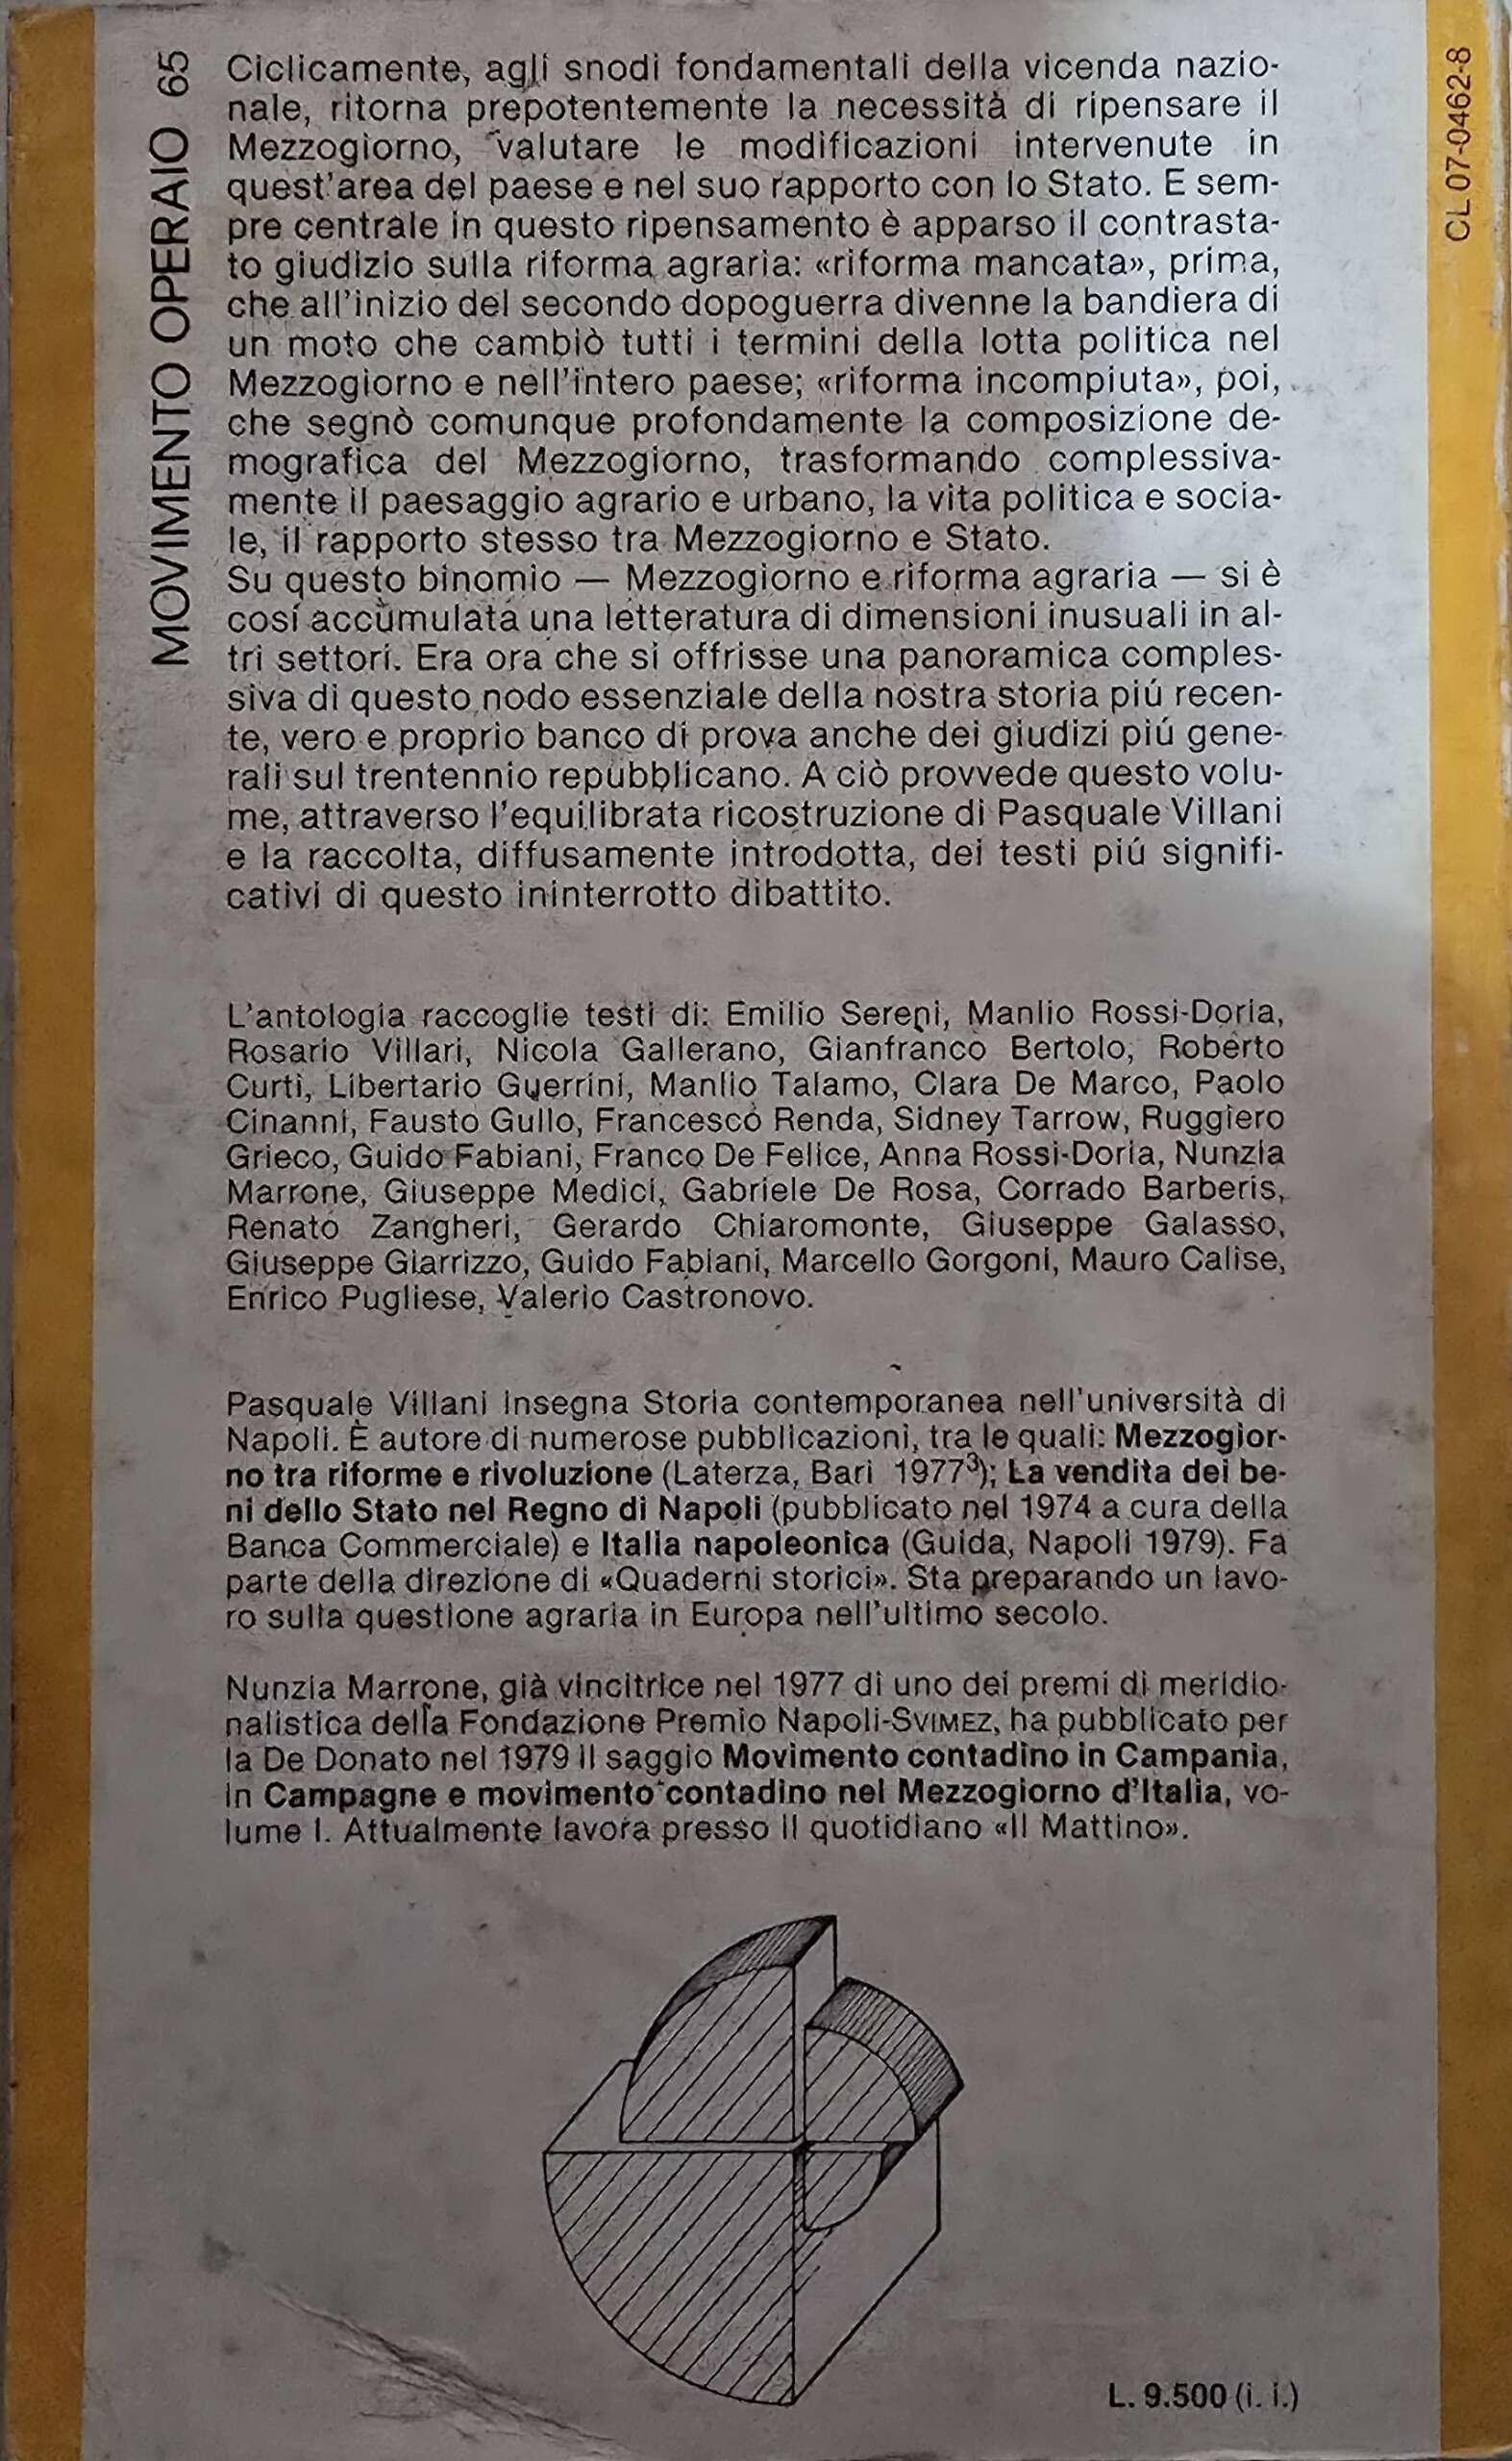 MOVIMENTO OPERAIO 65
CL 07-0462-8
Ciclicamente, agli snodi fondamentali della vicenda nazio-
nale, ritorna prepotentemente la necessità di ripensare il
Mezzogiorno, valutare le modificazioni intervenute in
quest'area del paese e nel suo rapporto con lo Stato. E sem-
pre centrale in questo ripensamento è apparso il contrasta-
to giudizio sulla riforma agraria: «riforma mancata», prima,
che all'inizio del secondo dopoguerra divenne la bandiera di
un moto che cambiò tutti i termini della lotta politica nel
Mezzogiorno e nell'intero paese; «riforma incompiuta», poi,
che segnò comunque profondamente la composizione de-
mografica del Mezzogiorno, trasformando complessiva-
mente il paesaggio agrario e urbano, la vita politica e socia-
le, il rapporto stesso tra Mezzogiorno e Stato.
Su questo binomio — Mezzogiorno e riforma agraria — si è
cosí accumulata una letteratura di dimensioni inusuali in al-
tri settori. Era ora che si offrisse una panoramica comples-
siva di questo nodo essenziale della nostra storia piú recen-
te, vero e proprio banco di prova anche dei giudizi piú gene-
rali sul trentennio repubblicano. A ciò provvede questo volu-
me, attraverso l'equilibrata ricostruzione di Pasquale Villani
e la raccolta, diffusamente introdotta, dei testi piú signifi-
cativi di questo ininterrotto dibattito.
L'antologia raccoglie testi di: Emilio Sereni, Manlio Rossi-Doria,
Rosario Villari, Nicola Gallerano, Gianfranco Bertolo, Roberto
Curti, Libertario Guerrini, Manlio Talamo, Clara De Marco, Paolo
Cinanni, Fausto Gullo, Francesco Renda, Sidney Tarrow, Ruggiero
Grieco, Guido Fabiani, Franco De Felice, Anna Rossi-Doria, Nunzia
Marrone, Giuseppe Medici, Gabriele De Rosa, Corrado Barberis,
Renato Zangheri, Gerardo Chiaromonte, Giuseppe Galasso,
Giuseppe Giarrizzo, Guido Fabiani, Marcello Gorgoni, Mauro Calise,
Enrico Pugliese, Valerio Castronovo.
Pasquale Villani insegna Storia contemporanea nell'università di
Napoli. È autore di numerose pubblicazioni, tra le quali: Mezzogior-
no tra riforme e rivoluzione (Laterza, Bari 1977³); La vendita dei be-
ni dello Stato nel Regno di Napoli (pubblicato nel 1974 a cura della
Banca Commerciale) e Italia napoleonica (Guida, Napoli 1979). Fa
parte della direzione di «Quaderni storici». Sta preparando un lavo-
ro sulla questione agraria in Europa nell'ultimo secolo.
Nunzia Marrone, già vincitrice nel 1977 di uno dei premi di meridio-
nalistica della Fondazione Premio Napoli-SVIMEZ, ha pubblicato per
la De Donato nel 1979 il saggio Movimento contadino in Campania,
in Campagne e movimento contadino nel Mezzogiorno d'Italia, vo-
lume I. Attualmente lavora presso il quotidiano «Il Mattino».
L. 9.500 (i. i.)